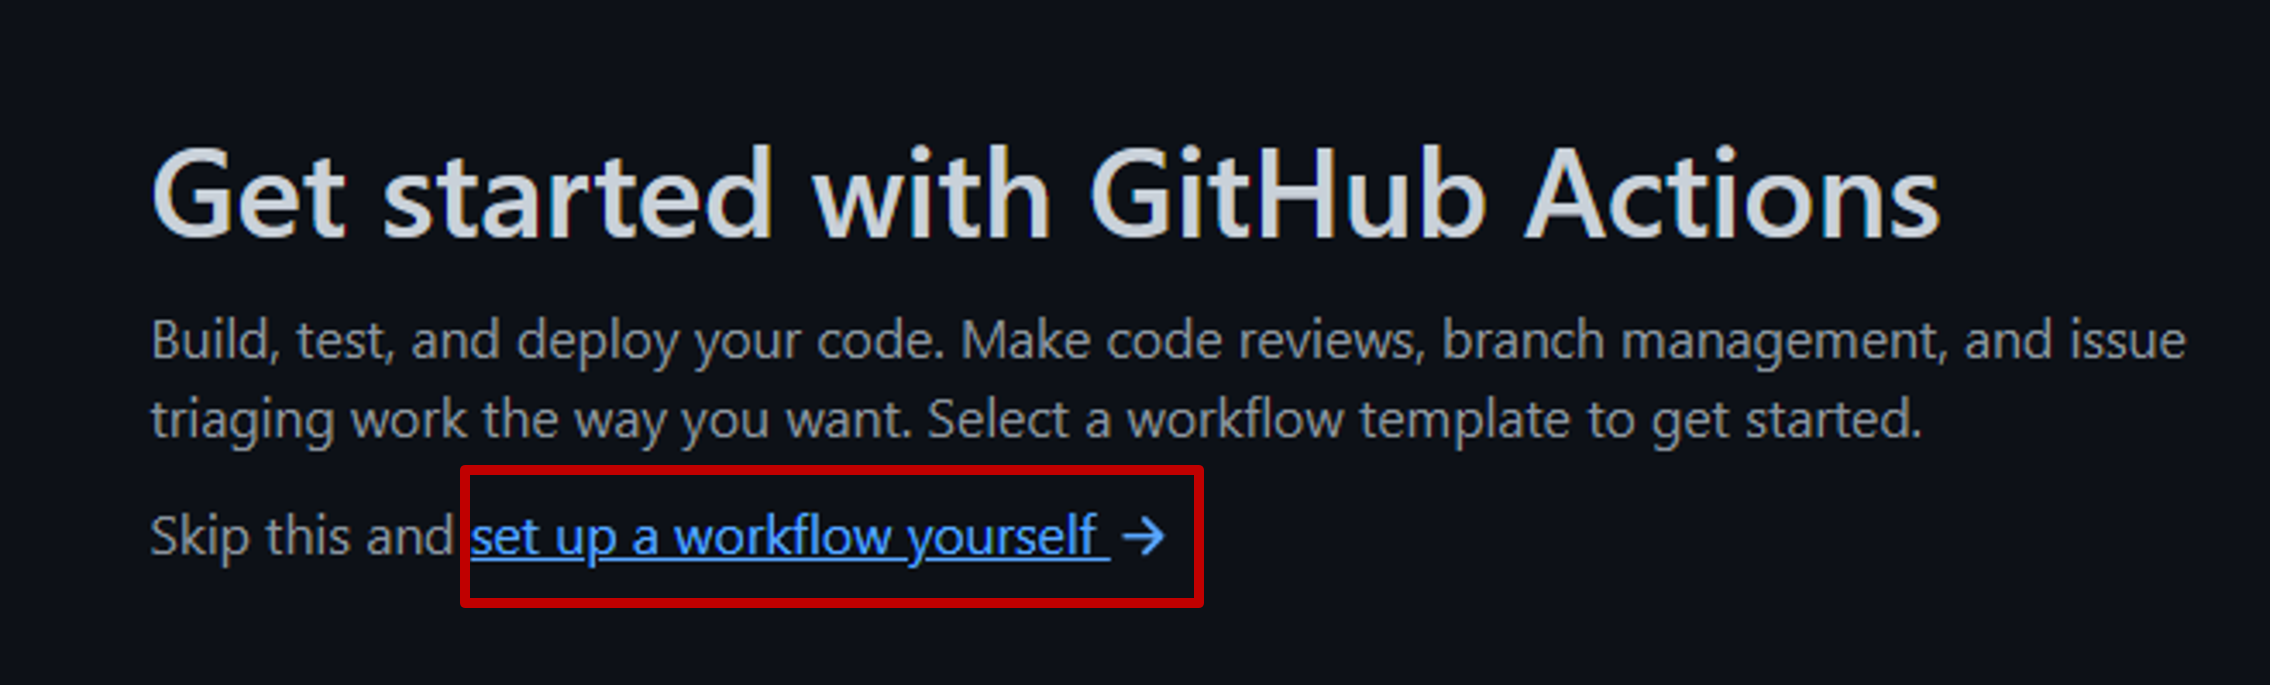 Get started with GitHub Actions
Build, test, and deploy your code. Make code reviews, branch management, and issue
triaging work the way you want. Select a workflow template to get started.
Skip this and set up a workflow yourself →